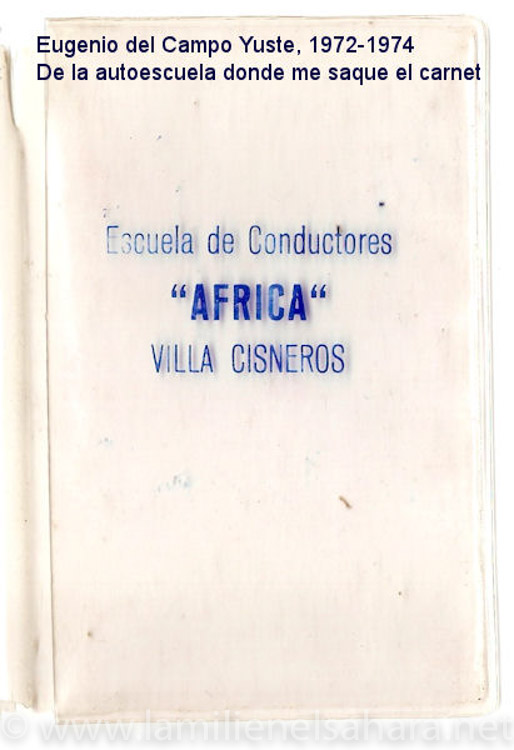 Eugenio del Campo Yuste, 1972-1974
De la autoescuela donde me saque el carnet
Escuela de Conductores
“AFRICA“
VILLA CISNEROS
© www.lamilienelsahara.net